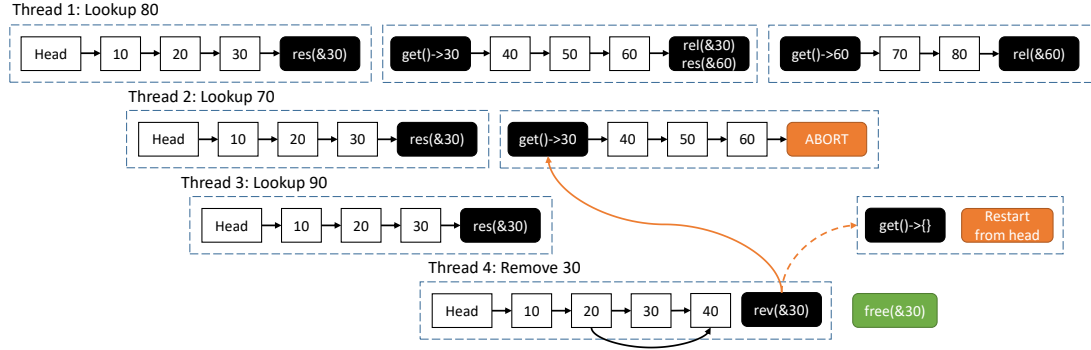 Thread 1: Lookup 80
Head 10 20 30 res(&30)
get()->30 40 50 60 rel(&30)
res(&60)
get()->60 70 80 rel(&60)
Thread 2: Lookup 70
Head 10 20 30 res(&30)
get()->30 40 50 60 ABORT
Thread 3: Lookup 90
Head 10 20 30 res(&30)
get()->{} Restart
from head
Thread 4: Remove 30
Head 10 20 30 40 rev(&30) free(&30)